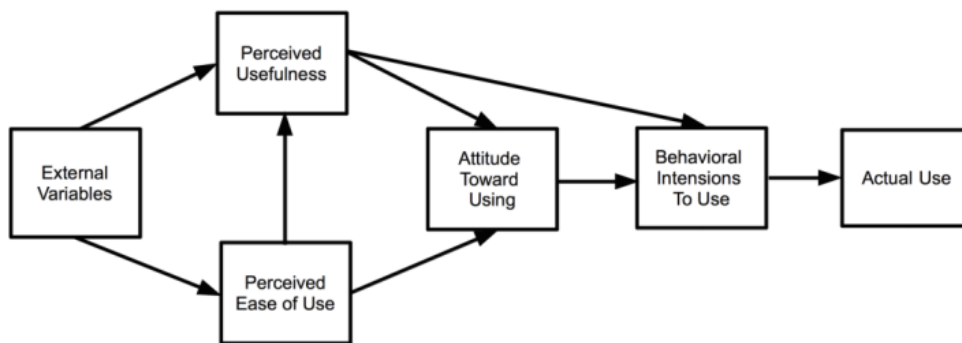 Perceived
Usefulness
External
Variables
Perceived
Ease of Use
Attitude
Toward
Using
Behavioral
Intensions
To Use
Actual Use